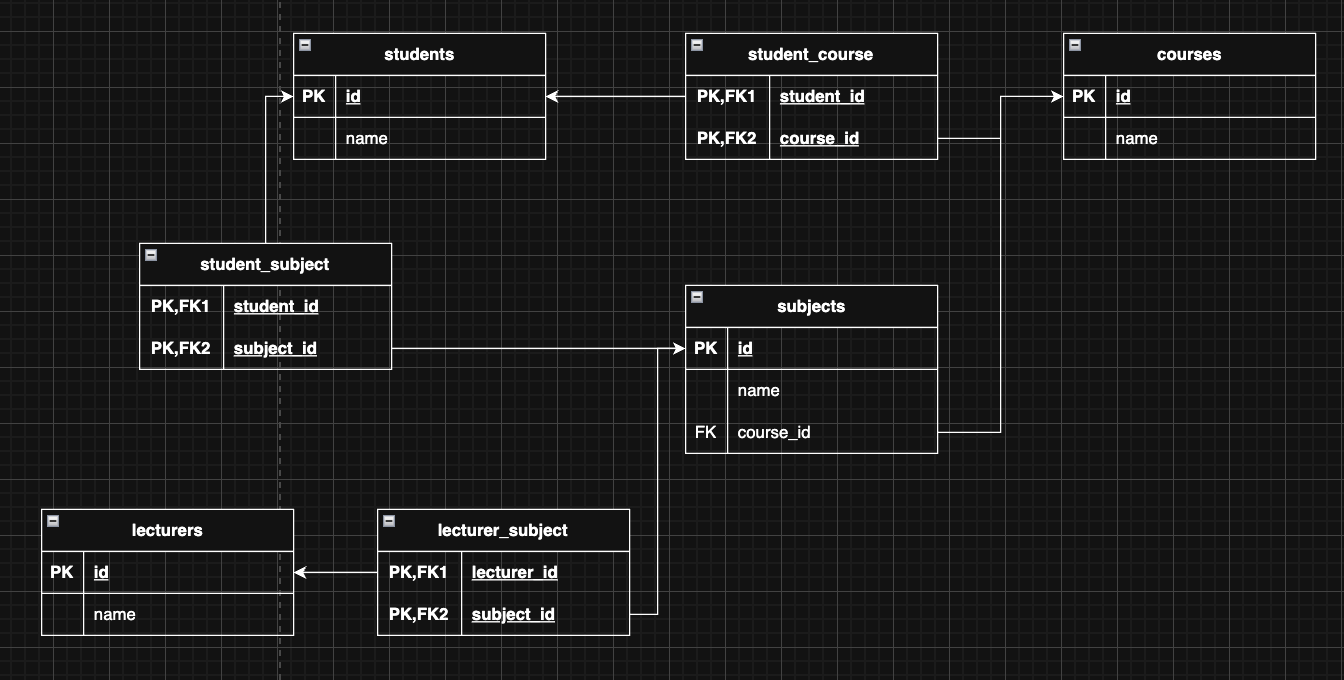 students
PK id
name
student_course
PK,FK1 student_id
PK,FK2 course_id
courses
PK id
name
student_subject
PK,FK1 student_id
PK,FK2 subject_id
subjects
PK id
name
FK course_id
lecturers
PK id
name
lecturer_subject
PK,FK1 lecturer_id
PK,FK2 subject_id